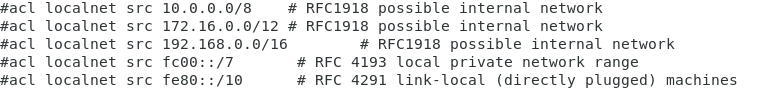 #acl localnet src 10.0.0.0/8    # RFC1918 possible internal network
#acl localnet src 172.16.0.0/12 # RFC1918 possible internal network
#acl localnet src 192.168.0.0/16        # RFC1918 possible internal network
#acl localnet src fc00::/7       # RFC 4193 local private network range
#acl localnet src fe80::/10      # RFC 4291 link-local (directly plugged) machines